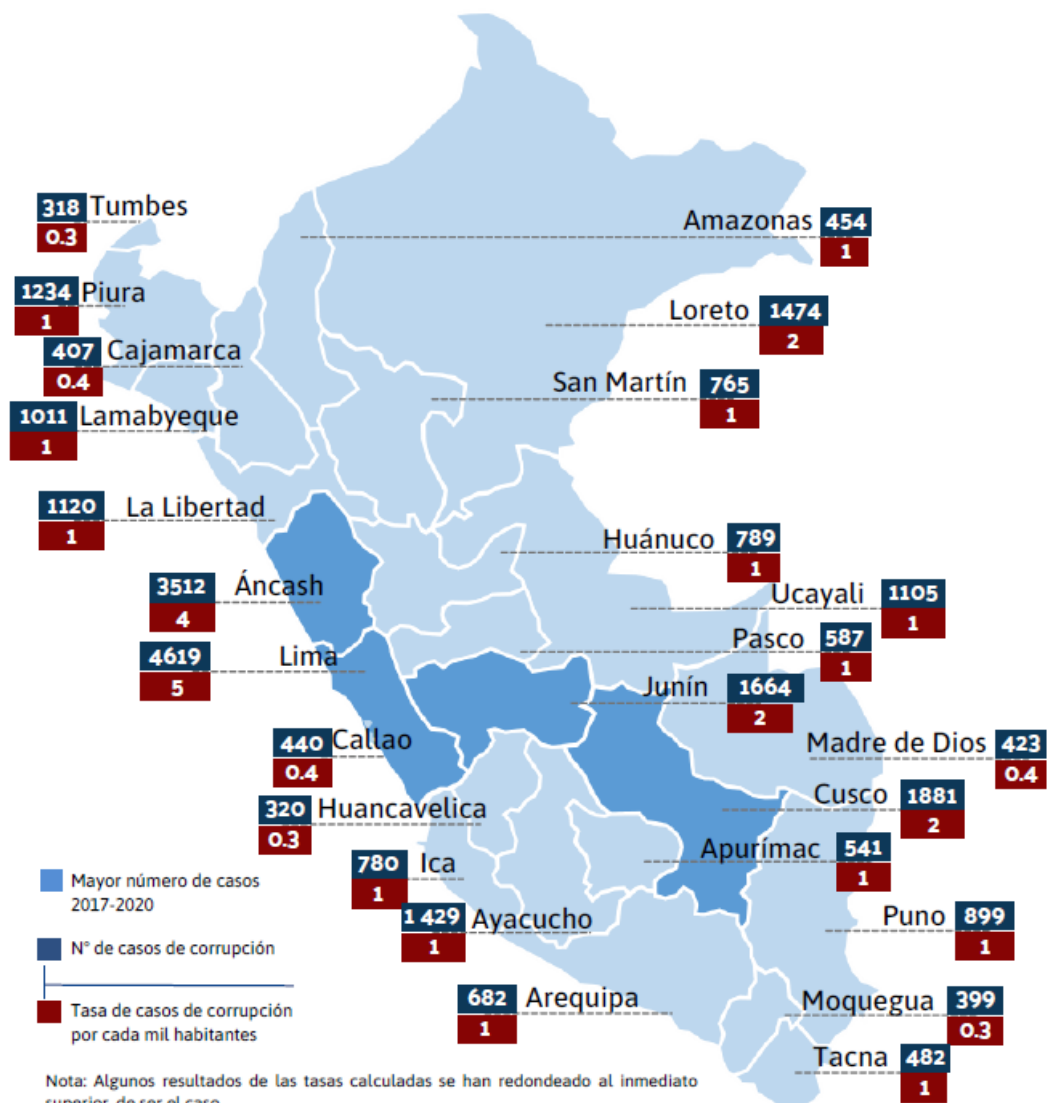 318 Tumbes
0.3
Amazonas 454
1
1234 Piura
1
Loreto 1474
2
407 Cajamarca
0.4
San Martín 765
1
1011 Lamabyeque
1
1120 La Libertad
1
Huánuco 789
1
3512 Áncash
4
Ucayali 1105
1
Pasco 587
1
4619 Lima
5
Junín 1664
2
440 Callao
0.4
Madre de Dios 423
0.4
320 Huancavelica
0.3
Cusco 1881
2
780 Ica
1
Apurímac 541
1
1 429 Ayacucho
1
Puno 899
1
682 Arequipa
1
Moquegua 399
0.3
Tacna 482
1
Mayor número de casos
2017-2020
N° de casos de corrupción
Tasa de casos de corrupción
por cada mil habitantes
Nota: Algunos resultados de las tasas calculadas se han redondeado al inmediato
superior, de ser el caso